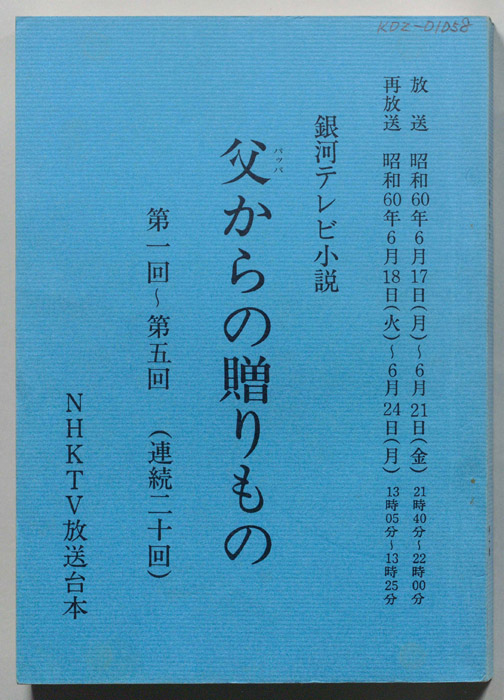 KDZ-01058
放送 昭和60年6月17日(月)～6月21日(金) 21時40分～22時00分
再放送 昭和60年6月18日(火)～6月24日(月) 13時05分～13時25分
銀河テレビ小説
父からの贈りもの
パッパ
第一回～第五回 (連続二十回)
NHKTV放送台本